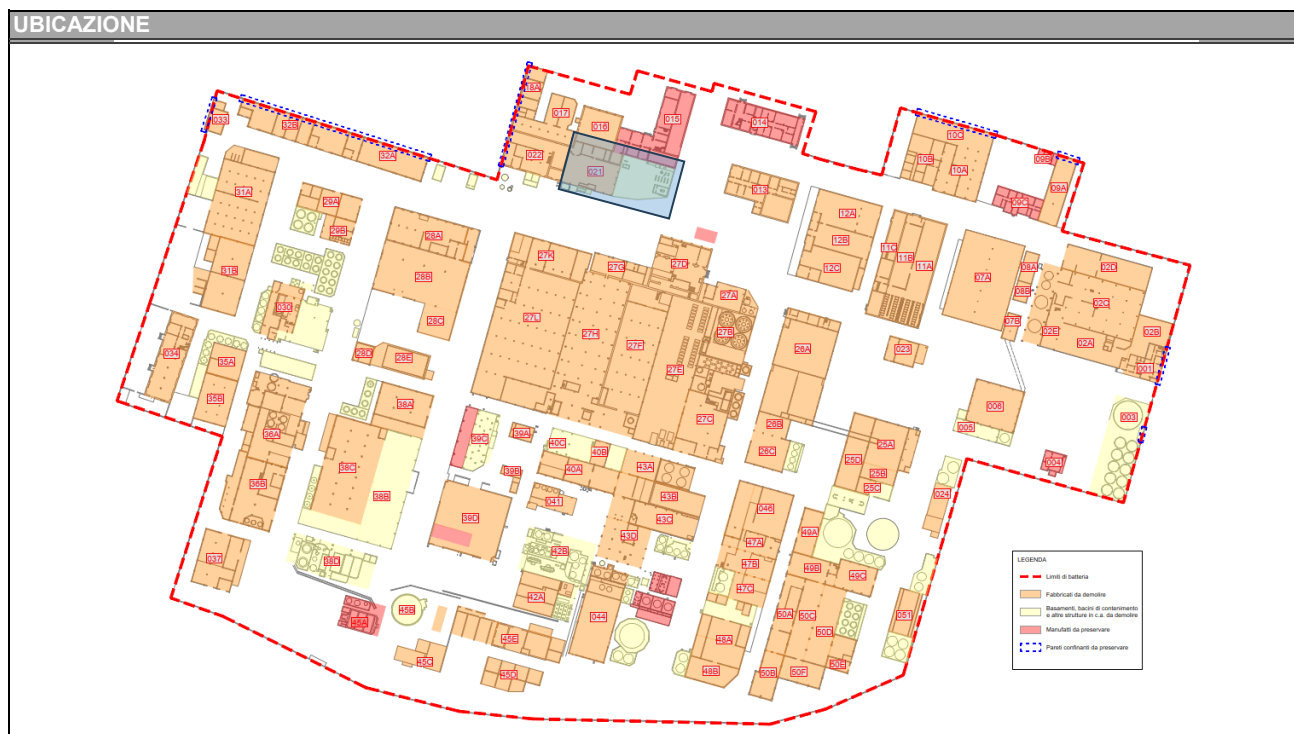 UBICAZIONE
18A
017
016
015
014
022
021
013
033
32B
32A
10C
10B
10A
09B
09A
09C
31A
31B
29A
29B
28A
28B
28C
28D
28E
030
034
35A
35B
27K
27G
27D
27A
27L
27H
27F
27B
27E
27C
12A
12B
12C
11C
11B
11A
07A
08A
08B
07B
02D
02C
02E
02A
02B
001
003
004
023
006
005
26A
26B
26C
25A
25D
25B
25C
024
36A
36B
037
38A
38C
38B
38D
39C
39A
39B
39D
40C
40B
40A
041
43A
43B
43C
43D
42B
42A
044
046
47A
47B
47C
48A
48B
49A
49B
49C
50A
50C
50D
50E
50B
50F
051
45A
45B
45C
45E
45D
LEGENDA
Limiti di batteria
Fabbricati da demolire
Basamenti, bacini di contenimento
e altre strutture in c.a. da demolire
Manufatti da preservare
Pareti confinanti da preservare